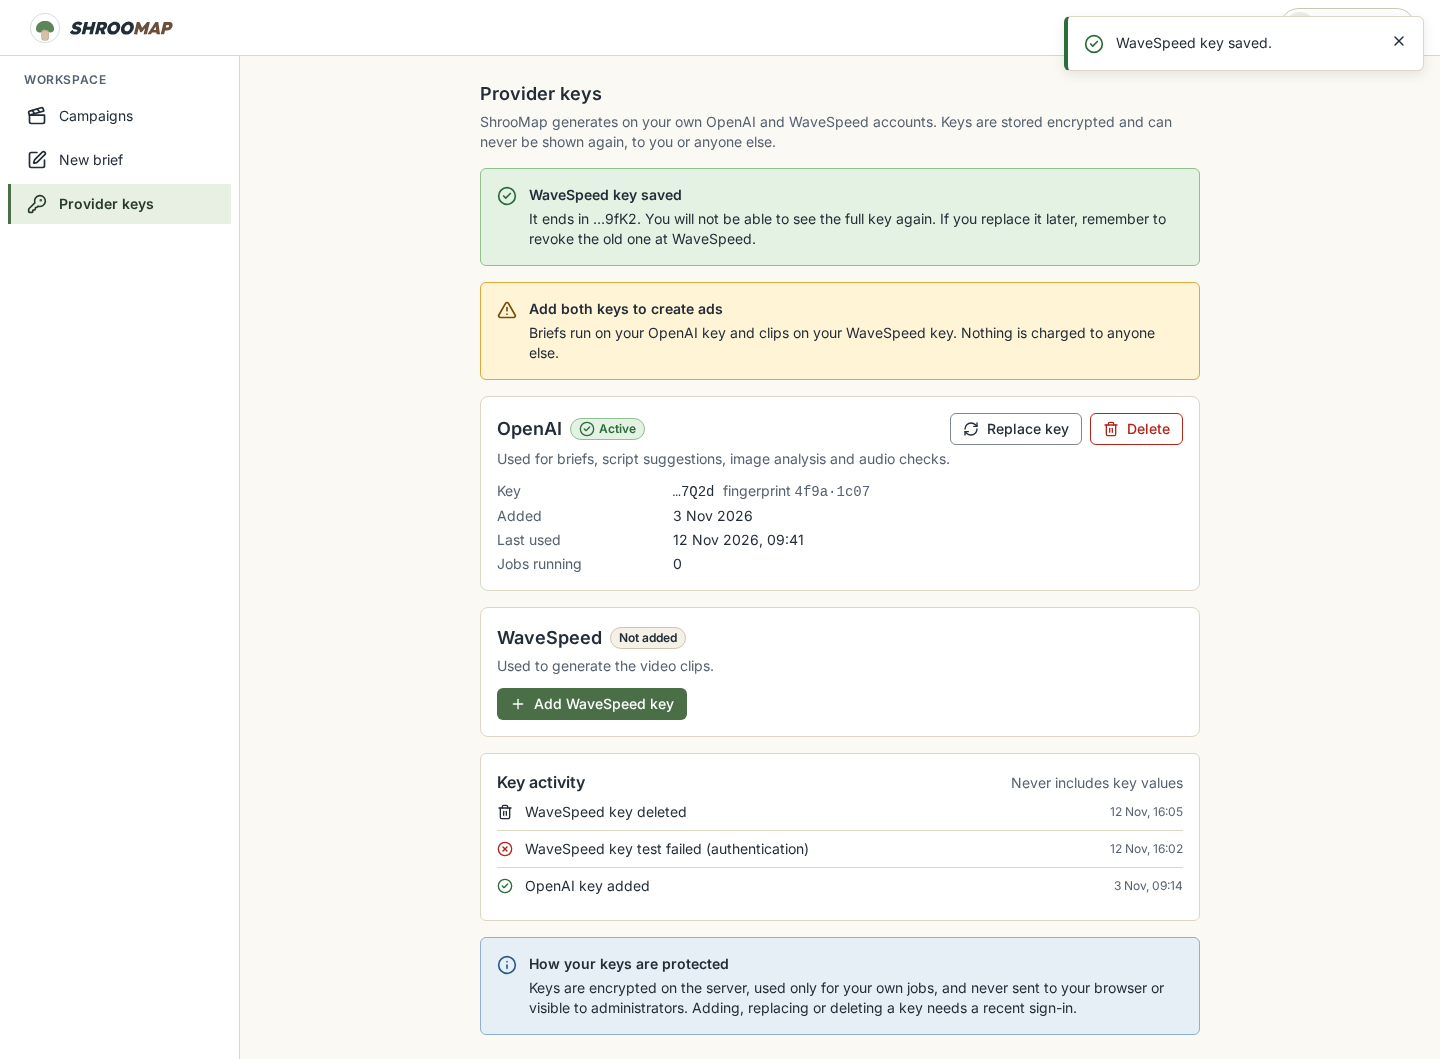 SHROOMAP
WaveSpeed key saved.
WORKSPACE
Campaigns
New brief
Provider keys
Provider keys
ShrooMap generates on your own OpenAI and WaveSpeed accounts. Keys are stored encrypted and can
never be shown again, to you or anyone else.
WaveSpeed key saved
It ends in …9fK2. You will not be able to see the full key again. If you replace it later, remember to
revoke the old one at WaveSpeed.
Add both keys to create ads
Briefs run on your OpenAI key and clips on your WaveSpeed key. Nothing is charged to anyone
else.
OpenAI Active Replace key Delete
Used for briefs, script suggestions, image analysis and audio checks.
Key …7Q2d fingerprint 4f9a·1c07
Added 3 Nov 2026
Last used 12 Nov 2026, 09:41
Jobs running 0
WaveSpeed Not added
Used to generate the video clips.
Add WaveSpeed key
Key activity Never includes key values
WaveSpeed key deleted 12 Nov, 16:05
WaveSpeed key test failed (authentication) 12 Nov, 16:02
OpenAI key added 3 Nov, 09:14
How your keys are protected
Keys are encrypted on the server, used only for your own jobs, and never sent to your browser or
visible to administrators. Adding, replacing or deleting a key needs a recent sign-in.